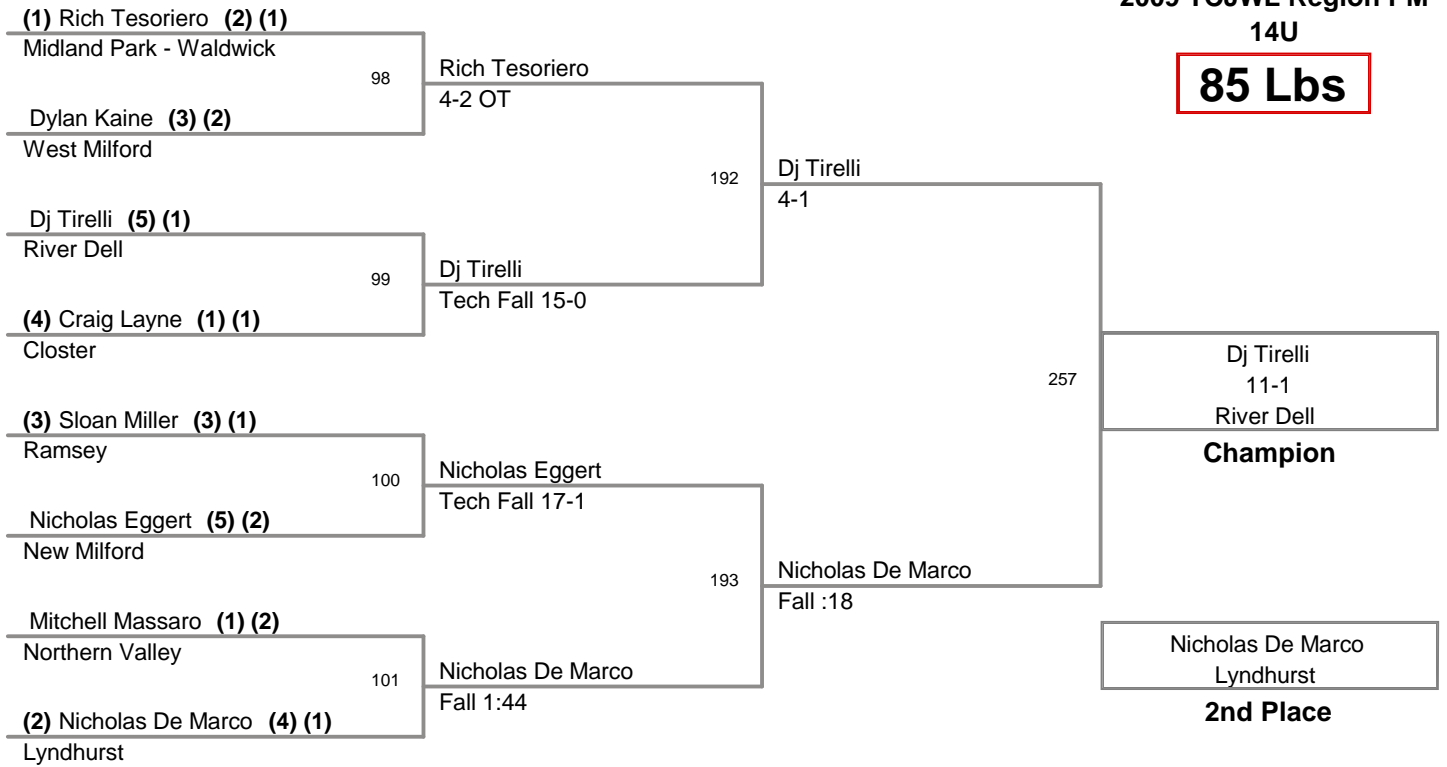 2009 TCJWL Region PM
14U
85 Lbs
(1) Rich Tesoriero (2) (1)
Midland Park - Waldwick
98
Dylan Kaine (3) (2)
West Milford
Rich Tesoriero
4-2 OT
Dj Tirelli (5) (1)
River Dell
99
(4) Craig Layne (1) (1)
Closter
Dj Tirelli
Tech Fall 15-0
192
Dj Tirelli
4-1
(3) Sloan Miller (3) (1)
Ramsey
100
Nicholas Eggert (5) (2)
New Milford
Nicholas Eggert
Tech Fall 17-1
Mitchell Massaro (1) (2)
Northern Valley
101
(2) Nicholas De Marco (4) (1)
Lyndhurst
Nicholas De Marco
Fall 1:44
193
Nicholas De Marco
Fall :18
257
Dj Tirelli
11-1
River Dell
Champion
Nicholas De Marco
Lyndhurst
2nd Place